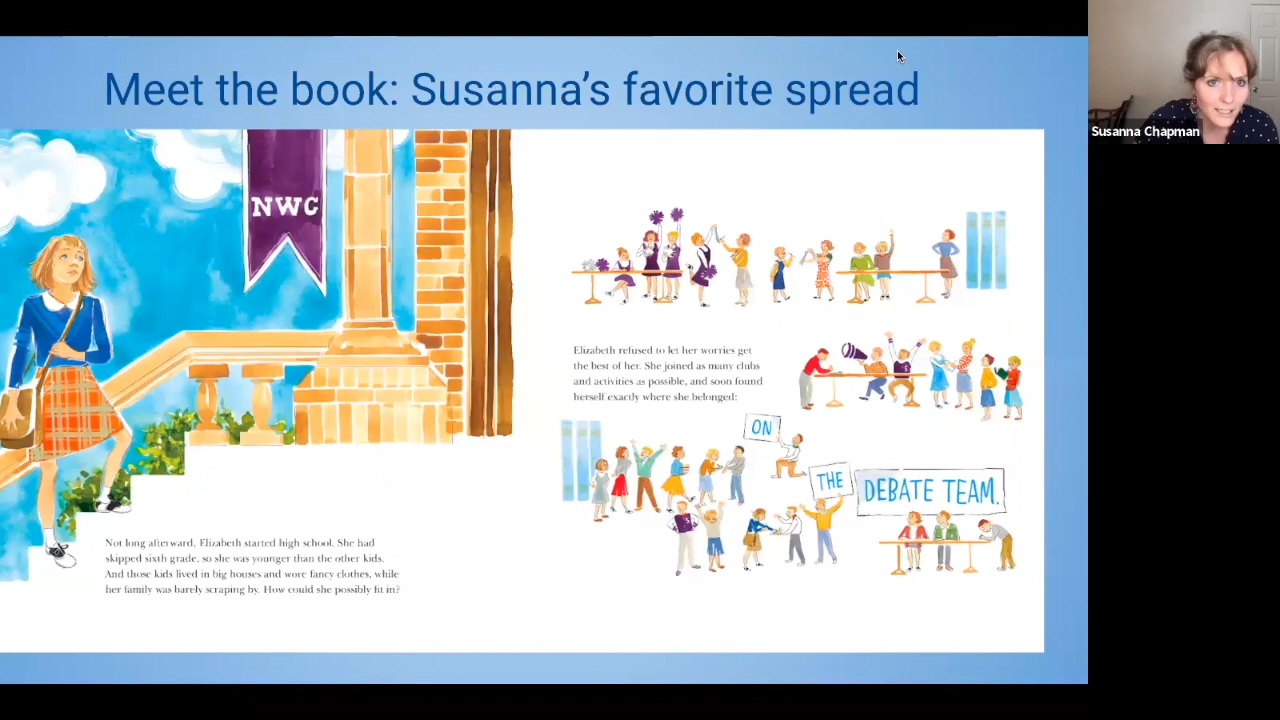 Meet the book: Susanna's favorite spread
Susanna Chapman
NWC
Elizabeth refused to let her worries get
the best of her. She joined as many clubs
and activities as possible, and soon found
herself exactly where she belonged:
ON
THE
DEBATE TEAM.
Not long afterward, Elizabeth started high school. She had
skipped sixth grade, so she was younger than the other kids.
And those kids lived in big houses and wore fancy clothes, while
her family was barely scraping by. How could she possibly fit in?